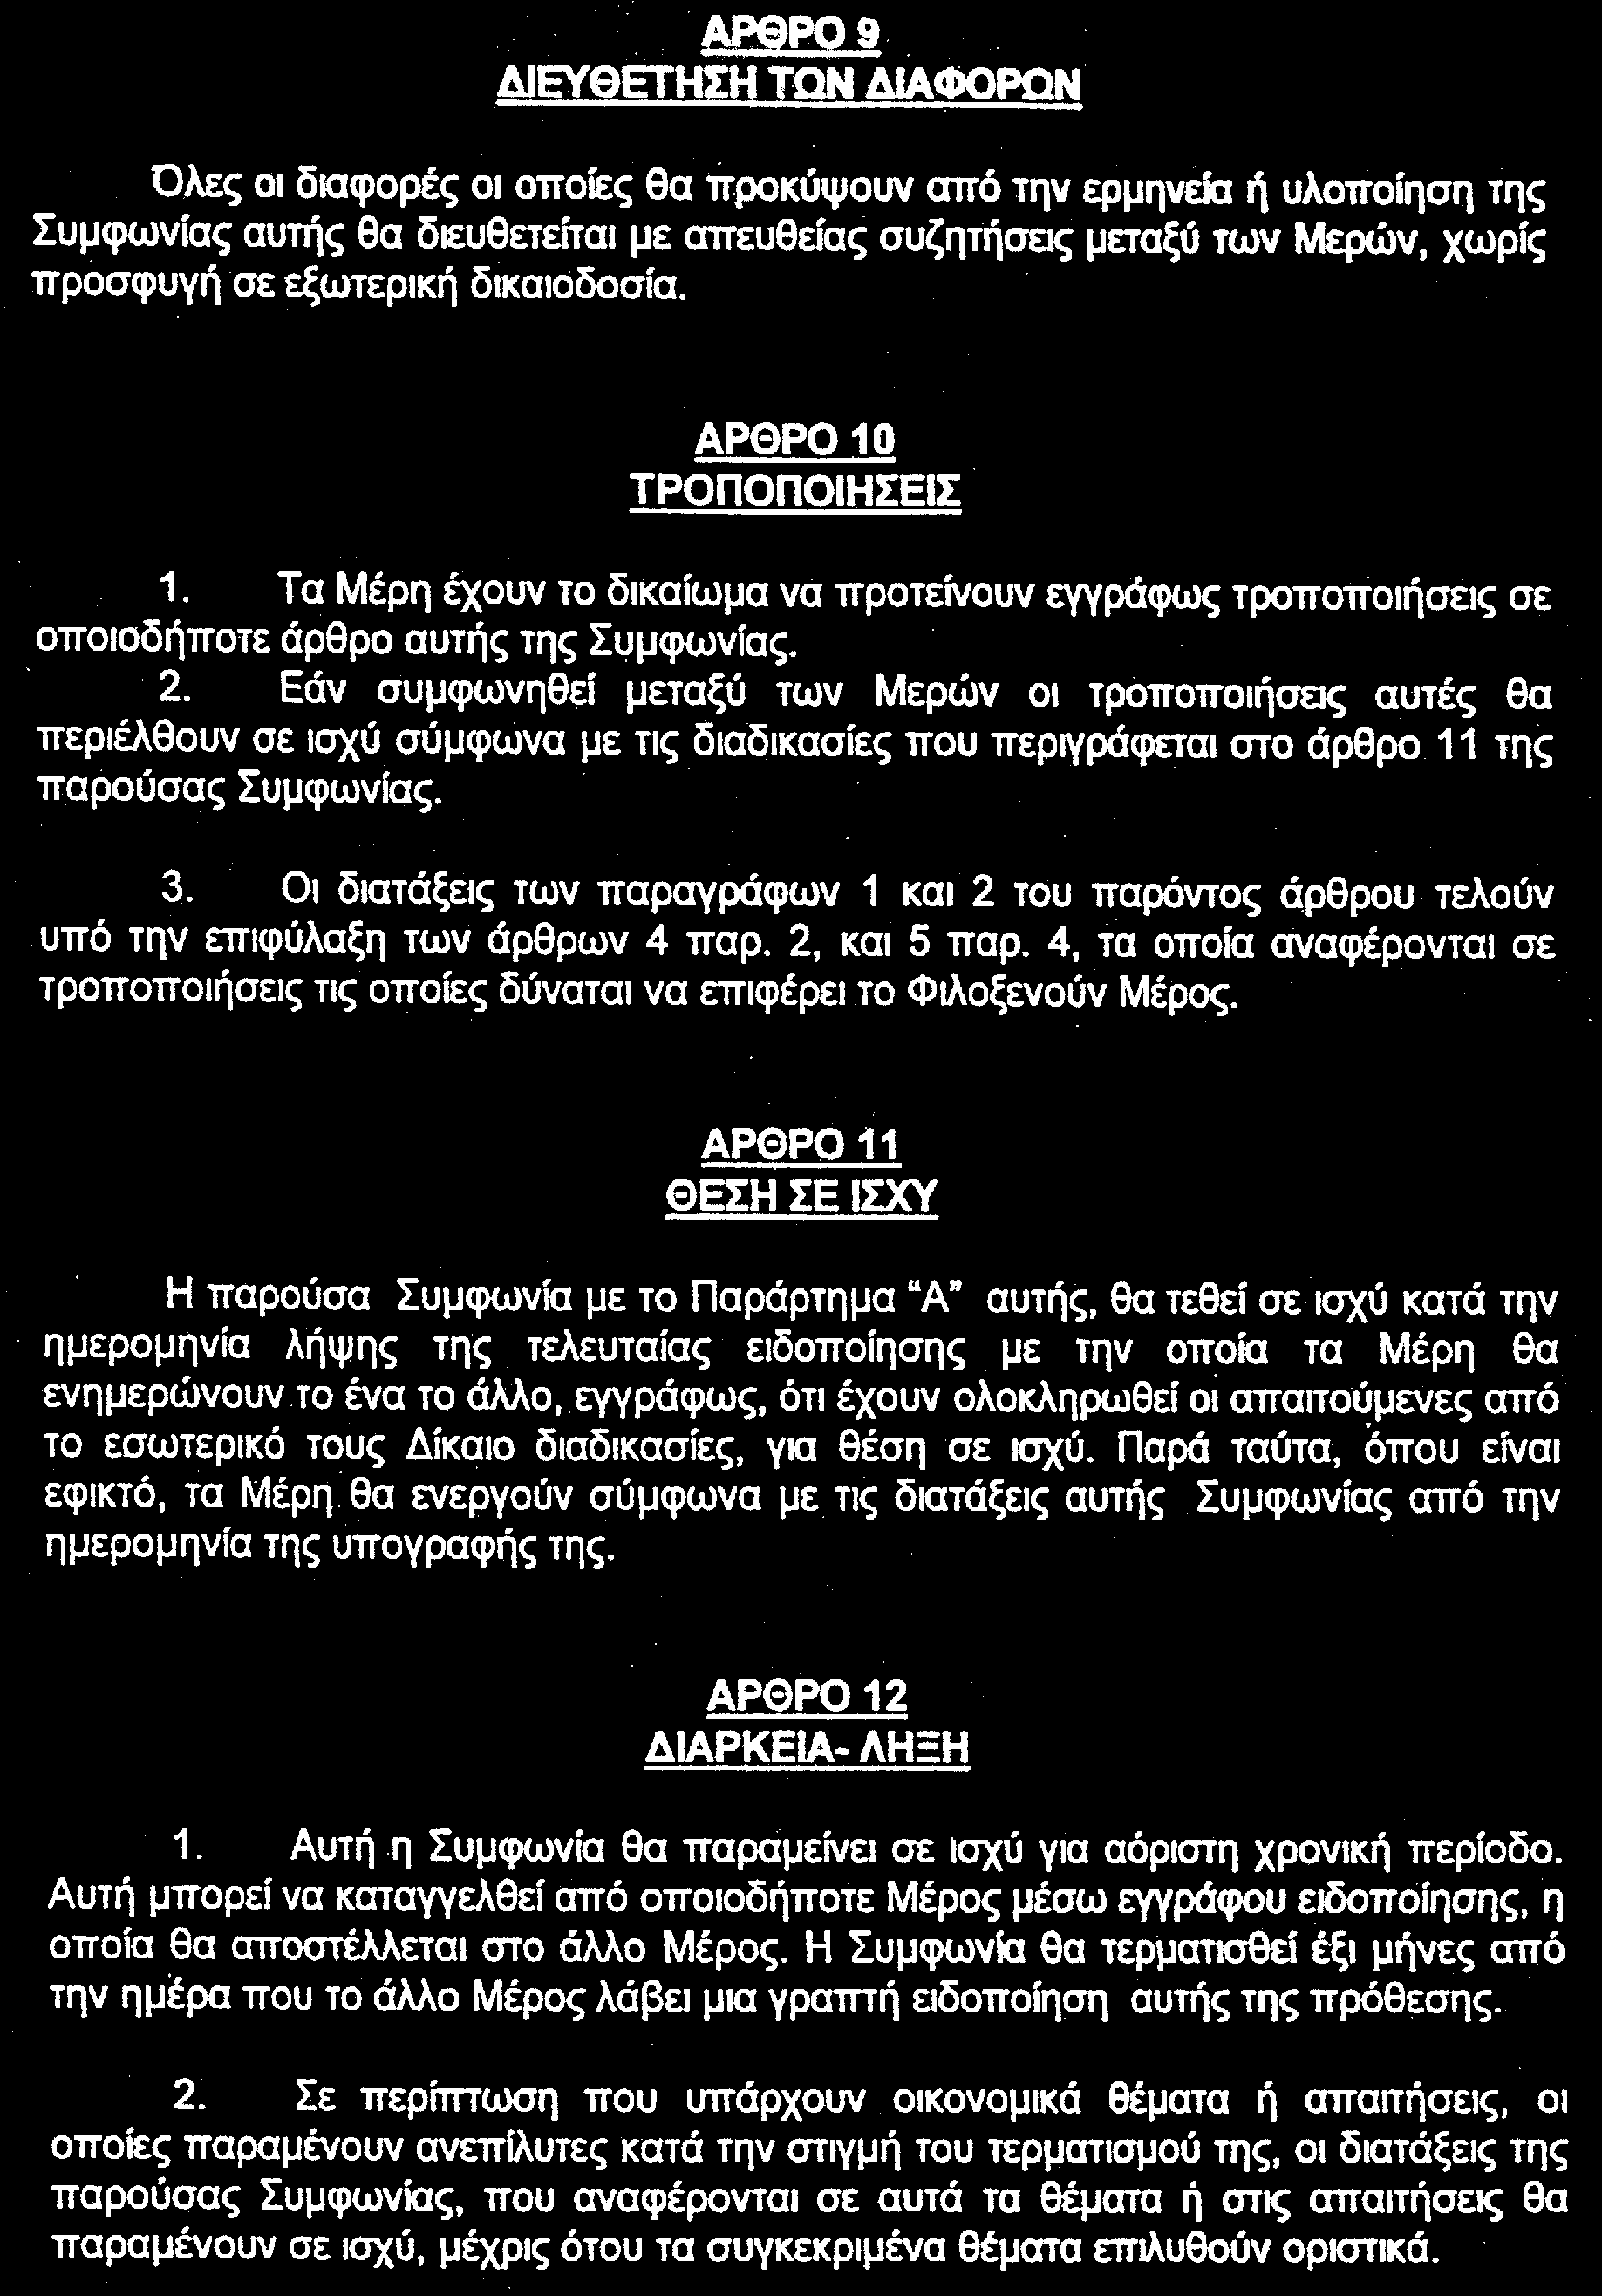 ΑΡΘΡΟ 9
ΔΙΕΥΘΕΤΗΣΗ ΤΩΝ ΔΙΑΦΟΡΩΝ
Όλες οι διαφορές οι οποίες θα προκύψουν από την ερμηνεία ή υλοποίηση της
Συμφωνίας αυτής θα διευθετείται με απευθείας συζητήσεις μεταξύ των Μερών, χωρίς
προσφυγή σε εξωτερική δικαιοδοσία.
ΑΡΘΡΟ 10
ΤΡΟΠΟΠΟΙΗΣΕΙΣ
1. Τα Μέρη έχουν το δικαίωμα να προτείνουν εγγράφως τροποποιήσεις σε
οποιοδήποτε άρθρο αυτής της Συμφωνίας.
2. Εάν συμφωνηθεί μεταξύ των Μερών οι τροποποιήσεις αυτές θα
περιέλθουν σε ισχύ σύμφωνα με τις διαδικασίες που περιγράφεται στο άρθρο 11 της
παρούσας Συμφωνίας.
3. Οι διατάξεις των παραγράφων 1 και 2 του παρόντος άρθρου τελούν
υπό την επιφύλαξη των άρθρων 4 παρ. 2, και 5 παρ. 4, τα οποία αναφέρονται σε
τροποποιήσεις τις οποίες δύναται να επιφέρει το Φιλοξενούν Μέρος.
ΑΡΘΡΟ 11
ΘΕΣΗ ΣΕ ΙΣΧΥ
Η παρούσα Συμφωνία με το Παράρτημα “Α” αυτής, θα τεθεί σε ισχύ κατά την
ημερομηνία λήψης της τελευταίας ειδοποίησης με την οποία τα Μέρη θα
ενημερώνουν το ένα το άλλο, εγγράφως, ότι έχουν ολοκληρωθεί οι απαιτούμενες από
το εσωτερικό τους Δίκαιο διαδικασίες, για θέση σε ισχύ. Παρά ταύτα, όπου είναι
εφικτό, τα Μέρη θα ενεργούν σύμφωνα με τις διατάξεις αυτής Συμφωνίας από την
ημερομηνία της υπογραφής της.
ΑΡΘΡΟ 12
ΔΙΑΡΚΕΙΑ- ΛΗΞΗ
1. Αυτή η Συμφωνία θα παραμείνει σε ισχύ για αόριστη χρονική περίοδο.
Αυτή μπορεί να καταγγελθεί από οποιοδήποτε Μέρος μέσω εγγράφου ειδοποίησης, η
οποία θα αποστέλλεται στο άλλο Μέρος. Η Συμφωνία θα τερματισθεί έξι μήνες από
την ημέρα που το άλλο Μέρος λάβει μια γραπτή ειδοποίηση αυτής της πρόθεσης.
2. Σε περίπτωση που υπάρχουν οικονομικά θέματα ή απαιτήσεις, οι
οποίες παραμένουν ανεπίλυτες κατά την στιγμή του τερματισμού της, οι διατάξεις της
παρούσας Συμφωνίας, που αναφέρονται σε αυτά τα θέματα ή στις απαιτήσεις θα
παραμένουν σε ισχύ, μέχρις ότου τα συγκεκριμένα θέματα επιλυθούν οριστικά.